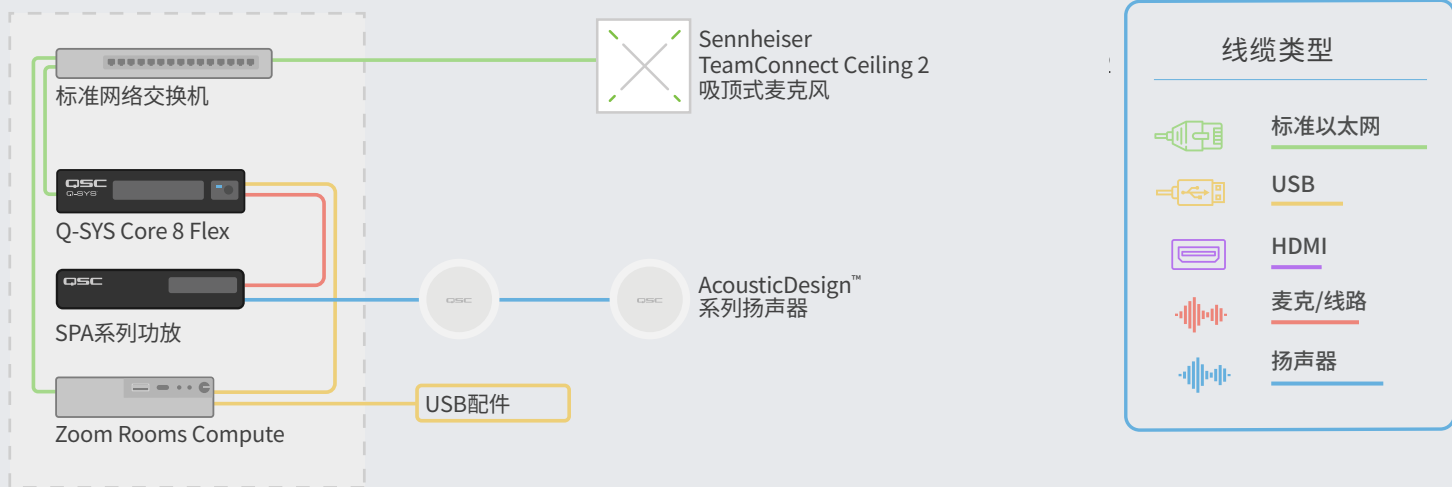 标准网络交换机
Sennheiser
TeamConnect Ceiling 2
吸顶式麦克风
QSC
Q-SYS
Q-SYS Core 8 Flex
QSC
SPA系列功放
QSC
QSC
AcousticDesign™
系列扬声器
Zoom Rooms Compute
USB配件
线缆类型
标准以太网
USB
HDMI
麦克/线路
扬声器